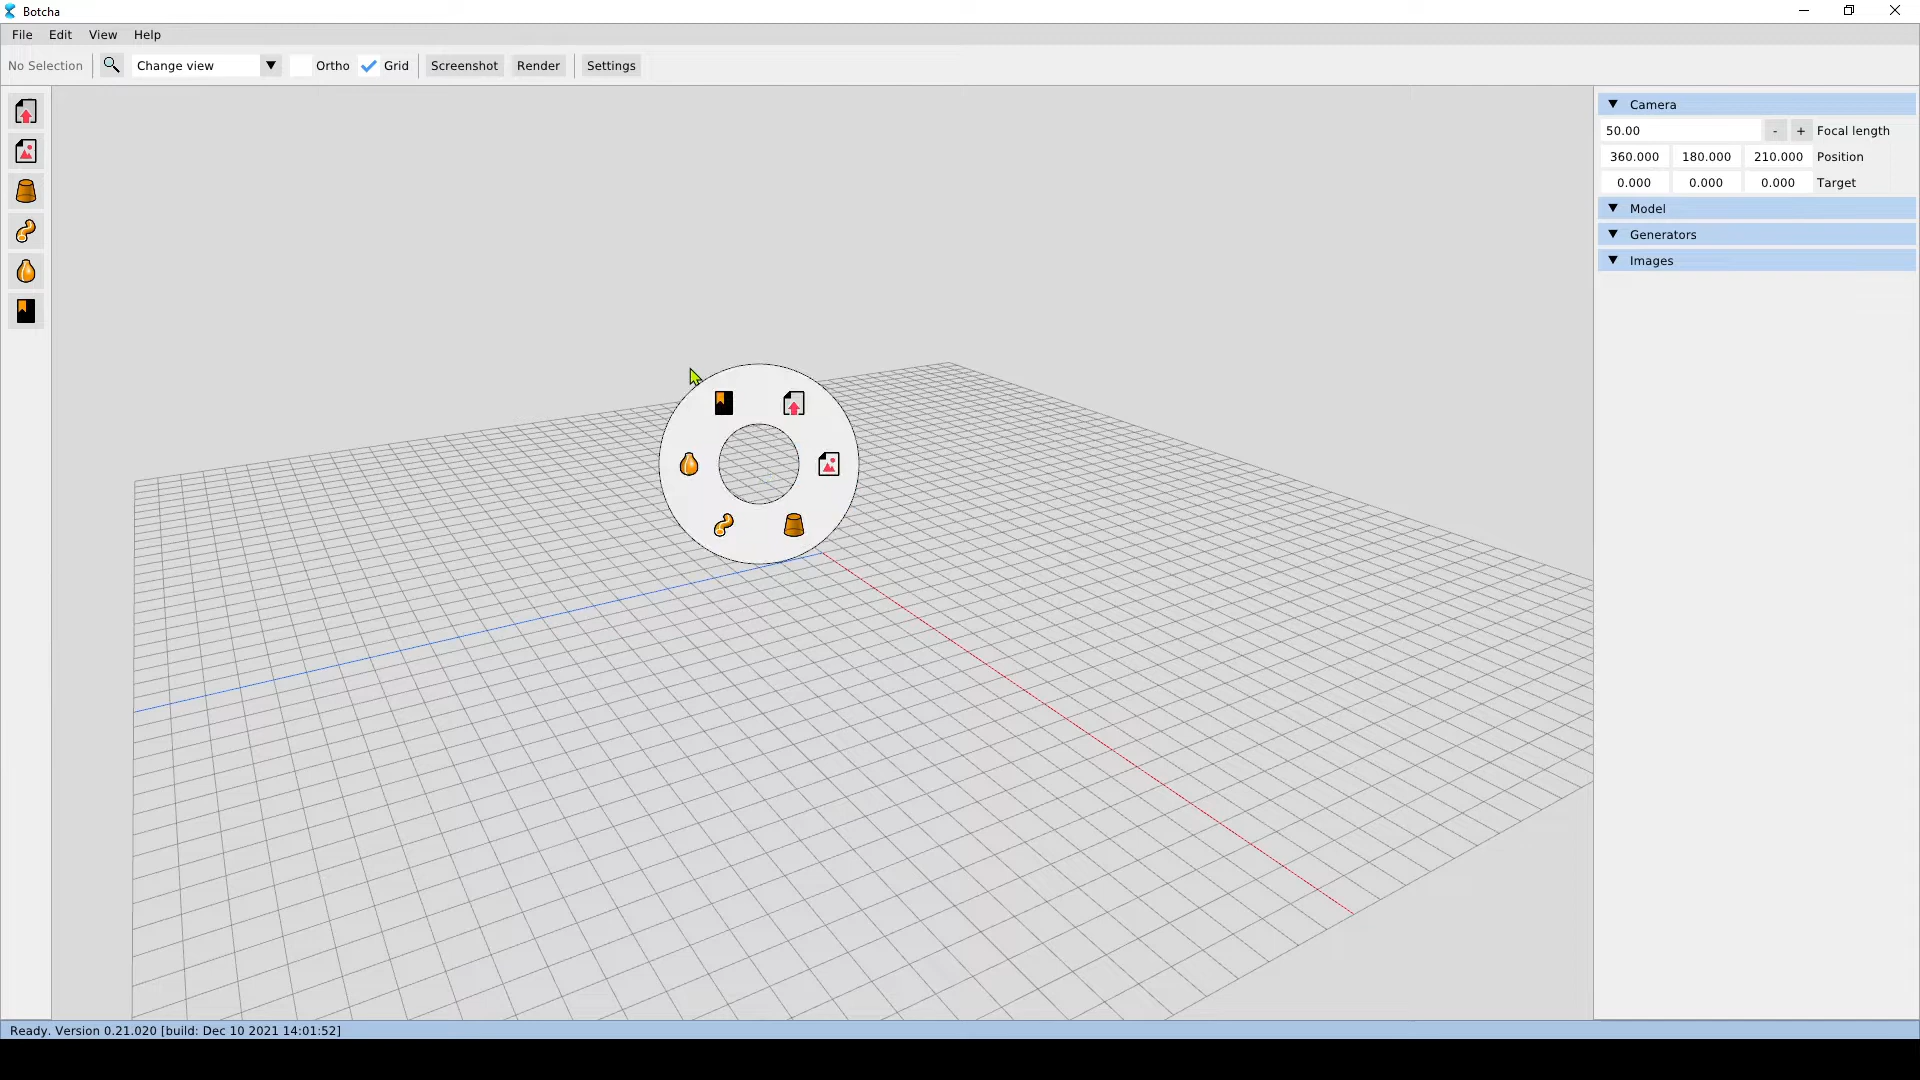 Botcha
File Edit View Help
No Selection Change view Ortho Grid Screenshot Render Settings
Camera
50.00 - + Focal length
360.000 180.000 210.000 Position
0.000 0.000 0.000 Target
Model
Generators
Images
Ready. Version 0.21.020 [build: Dec 10 2021 14:01:52]